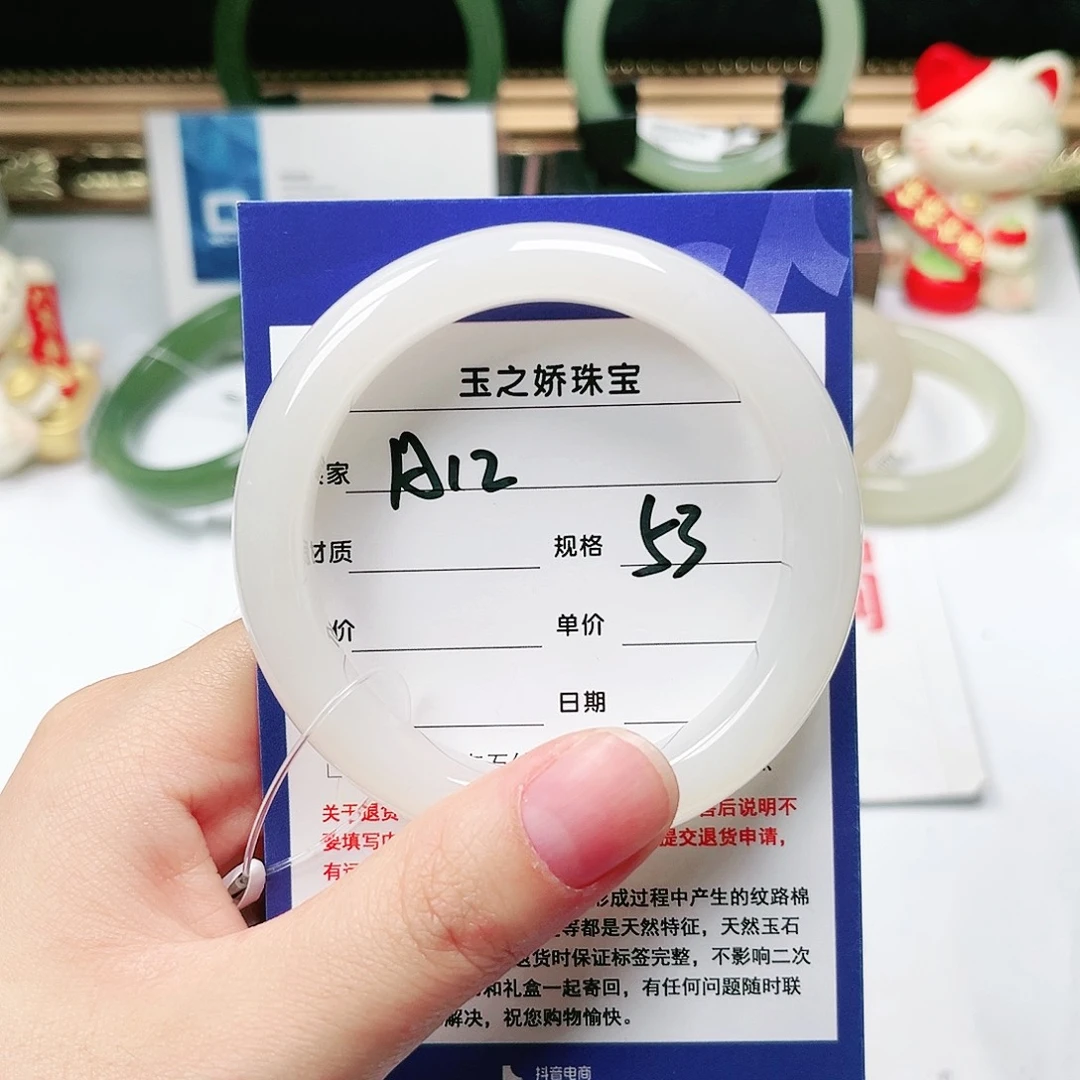 玉之娇珠宝
家 A12
材质 规格 53
价 单价
日期
关于退货 售后说明不
要填写 提交退货申请，
有
形成过程中产生的纹路棉
等都是天然特征，天然玉石
退货时保证标签完整，不影响二次
和礼盒一起寄回，有任何问题随时联
解决，祝您购物愉快。
抖音电商